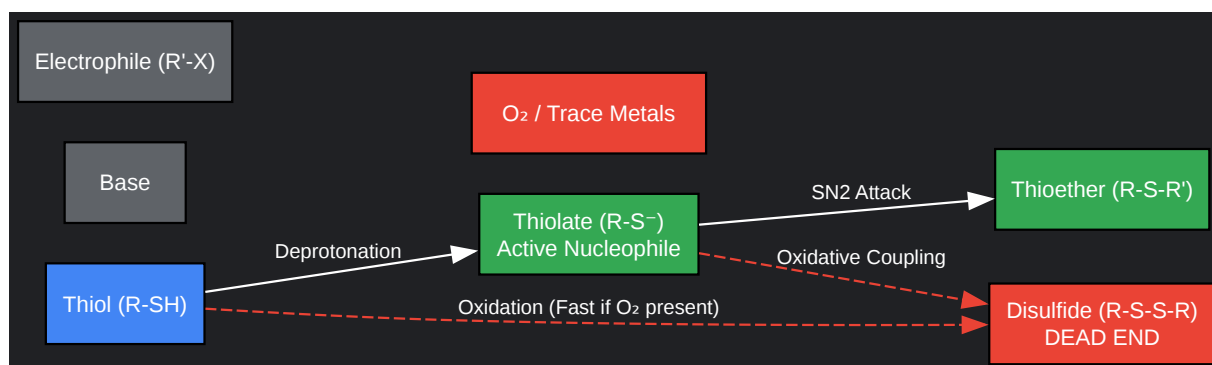 Electrophile (R'-X)
O₂ / Trace Metals
Base
Thiol (R-SH)
Deprotonation
Thiolate (R-S⁻)
Active Nucleophile
SN2 Attack
Thioether (R-S-R')
Oxidative Coupling
Oxidation (Fast if O₂ present)
Disulfide (R-S-S-R)
DEAD END